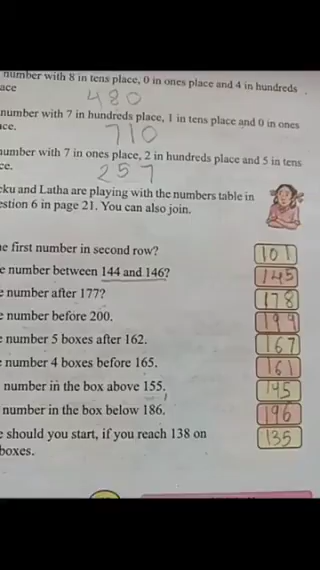 number with 8 in tens place, 0 in ones place and 4 in hundreds
ace
480
number with 7 in hundreds place, 1 in tens place and 0 in ones
ace.
710
number with 7 in ones place, 2 in hundreds place and 5 in tens
ce.
257
eku and Latha are playing with the numbers table in
estion 6 in page 21. You can also join.
e first number in second row? 101
e number between 144 and 146? 145
e number after 177? 178
e number before 200. 199
e number 5 boxes after 162. 167
e number 4 boxes before 165. 161
number in the box above 155. 145
number in the box below 186. 196
e should you start, if you reach 138 on 135
boxes.